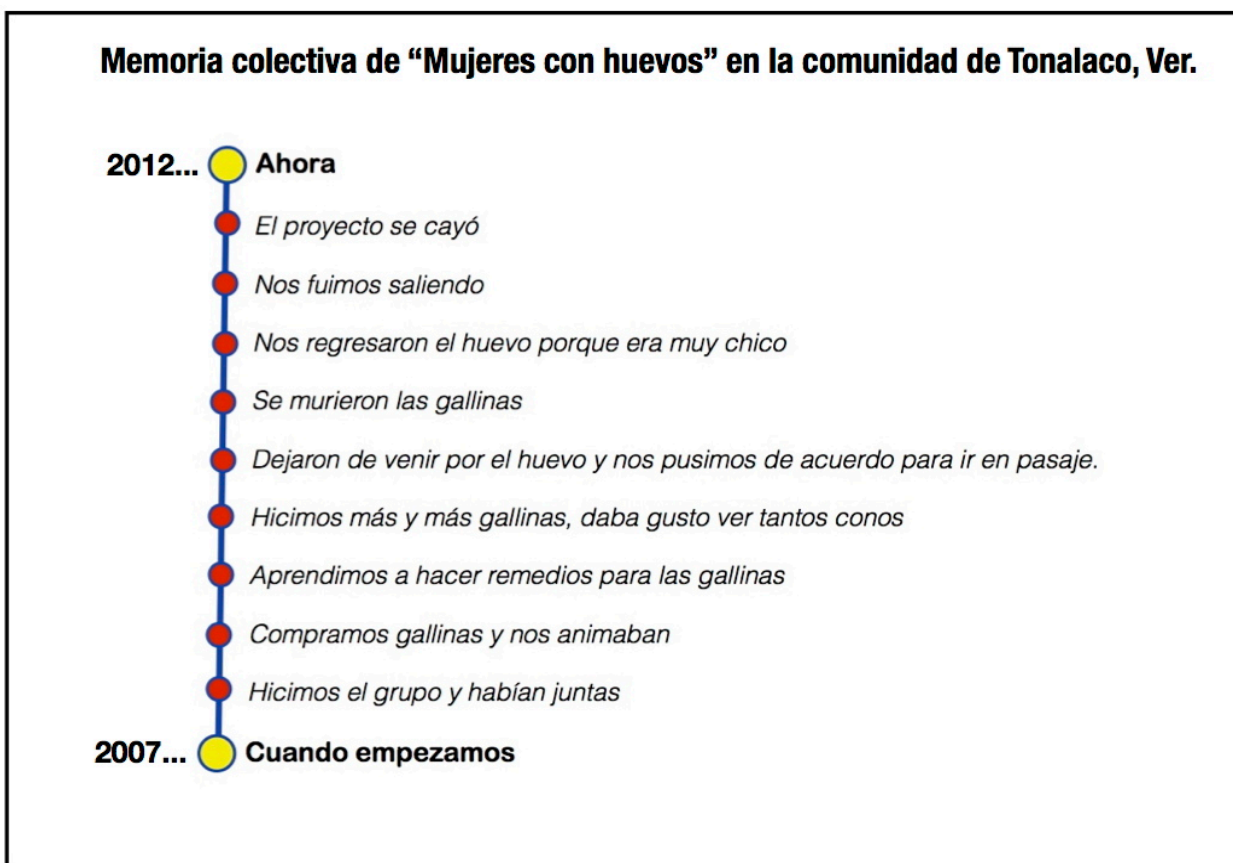 Memoria colectiva de “Mujeres con huevos” en la comunidad de Tonalaco, Ver.
2012... Ahora
El proyecto se cayó
Nos fuimos saliendo
Nos regresaron el huevo porque era muy chico
Se murieron las gallinas
Dejaron de venir por el huevo y nos pusimos de acuerdo para ir en pasaje.
Hicimos más y más gallinas, daba gusto ver tantos conos
Aprendimos a hacer remedios para las gallinas
Compramos gallinas y nos animaban
Hicimos el grupo y habían juntas
2007... Cuando empezamos